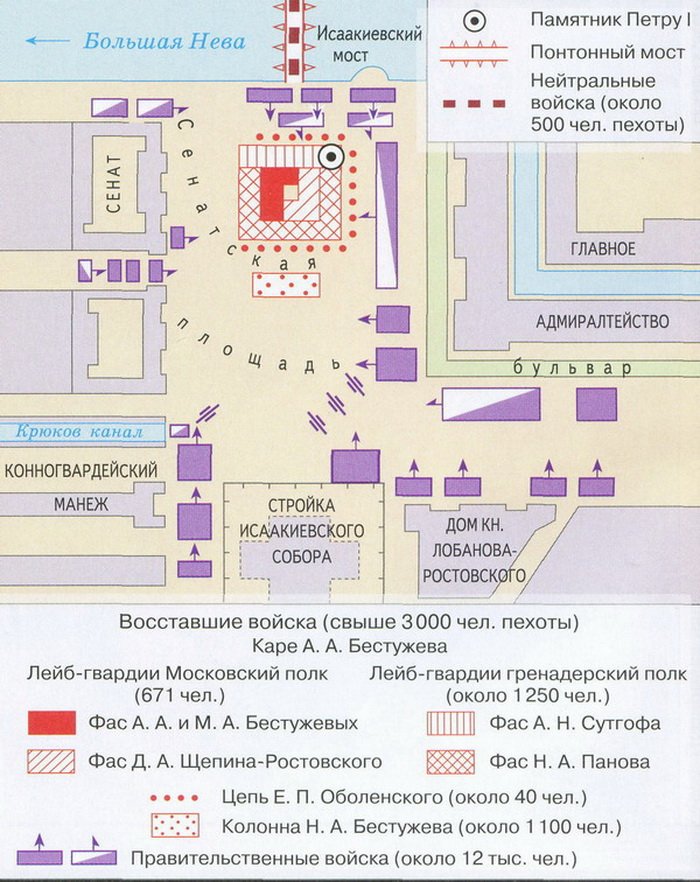 Большая Нева
Исаакиевский
мост
Памятник Петру I
Понтонный мост
Нейтральные
войска (около
500 чел. пехоты)
СЕНАТ
Сенатская
площадь
ГЛАВНОЕ
АДМИРАЛТЕЙСТВО
бульвар
Крюков канал
КОННОГВАРДЕЙСКИЙ
МАНЕЖ
СТРОЙКА
ИСААКИЕВСКОГО
СОБОРА
ДОМ КН.
ЛОБАНОВА-
РОСТОВСКОГО
Восставшие войска (свыше 3 000 чел. пехоты)
Каре А. А. Бестужева
Лейб-гвардии Московский полк
(671 чел.)
Лейб-гвардии гренадерский полк
(около 1 250 чел.)
Фас А. А. и М. А. Бестужевых
Фас А. Н. Сутгофа
Фас Д. А. Щепина-Ростовского
Фас Н. А. Панова
Цепь Е. П. Оболенского (около 40 чел.)
Колонна Н. А. Бестужева (около 1 100 чел.)
Правительственные войска (около 12 тыс. чел.)